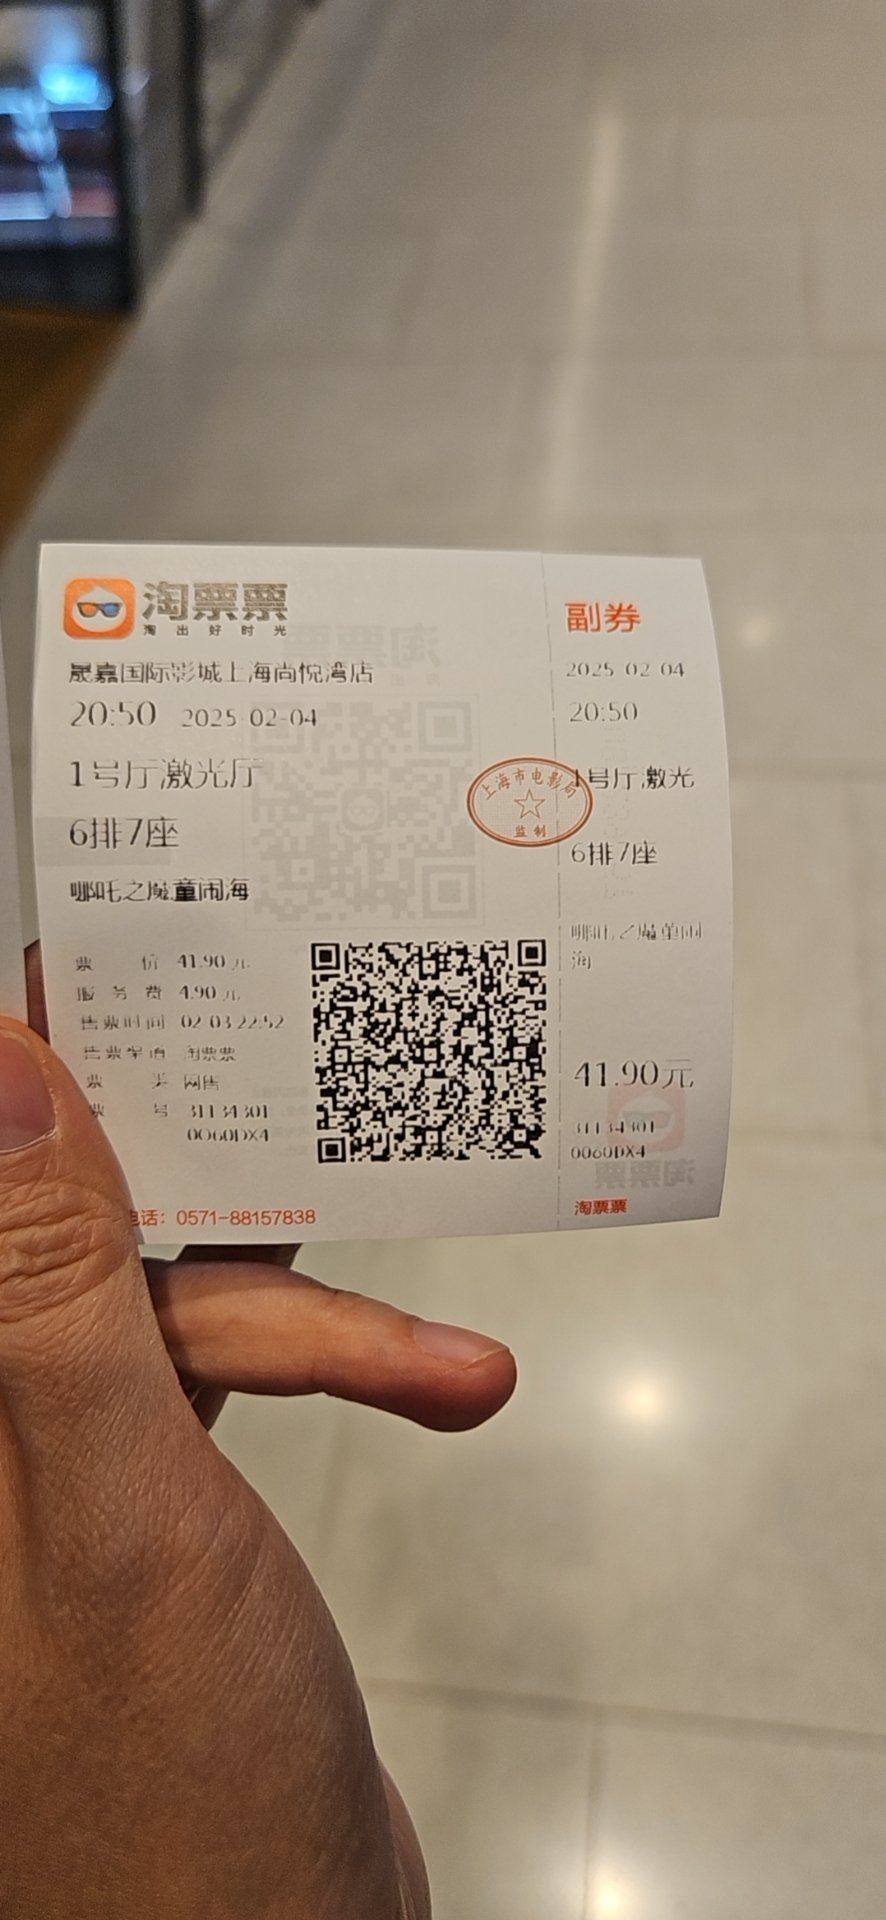 淘票票
淘出好时光
晟嘉国际影城上海尚悦湾店
20:50 2025-02-04
1号厅激光厅
6排7座
哪吒之魔童闹海
票价 41.90元
服务费 4.90元
售票时间 02-03 22:52
售票渠道 淘票票
票类 网售
票号 31134301
0060DX4
电话：0571-88157838
上海市电影局
监制
副券
2025-02-04
20:50
1号厅激光
6排7座
哪吒之魔童闹
海
41.90元
31134301
0060DX4
淘票票